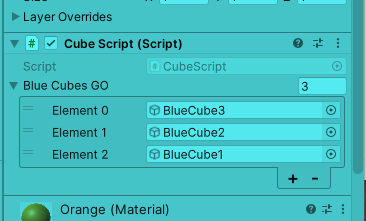 Layer Overrides
# Cube Script (Script)
Script # CubeScript
Blue Cubes GO 3
Element 0 BlueCube3
Element 1 BlueCube2
Element 2 BlueCube1
+ -
Orange (Material)